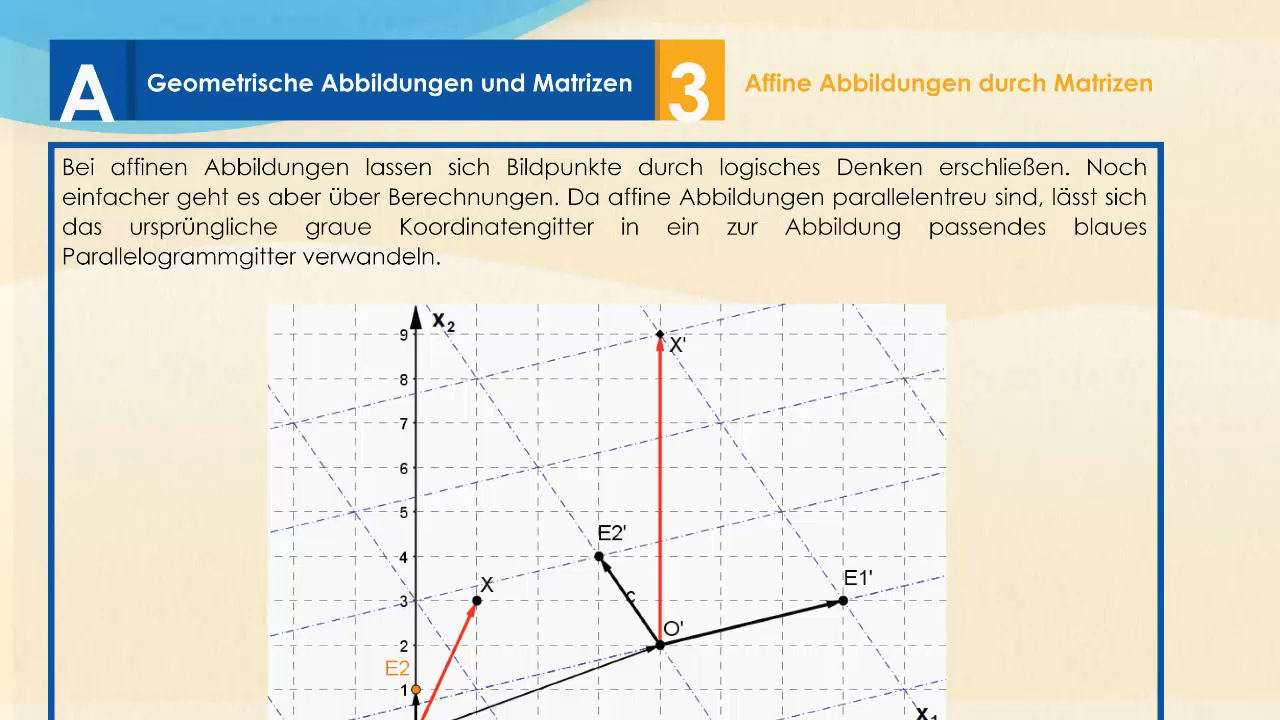 A Geometrische Abbildungen und Matrizen 3 Affine Abbildungen durch Matrizen
Bei affinen Abbildungen lassen sich Bildpunkte durch logisches Denken erschließen. Noch
einfacher geht es aber über Berechnungen. Da affine Abbildungen parallelentreu sind, lässt sich
das ursprüngliche graue Koordinatengitter in ein zur Abbildung passendes blaues
Parallelogrammgitter verwandeln.
x₂
9
X'
8
7
6
5
E2'
4
E1'
X
c
3
O'
2
E2
1
x₁